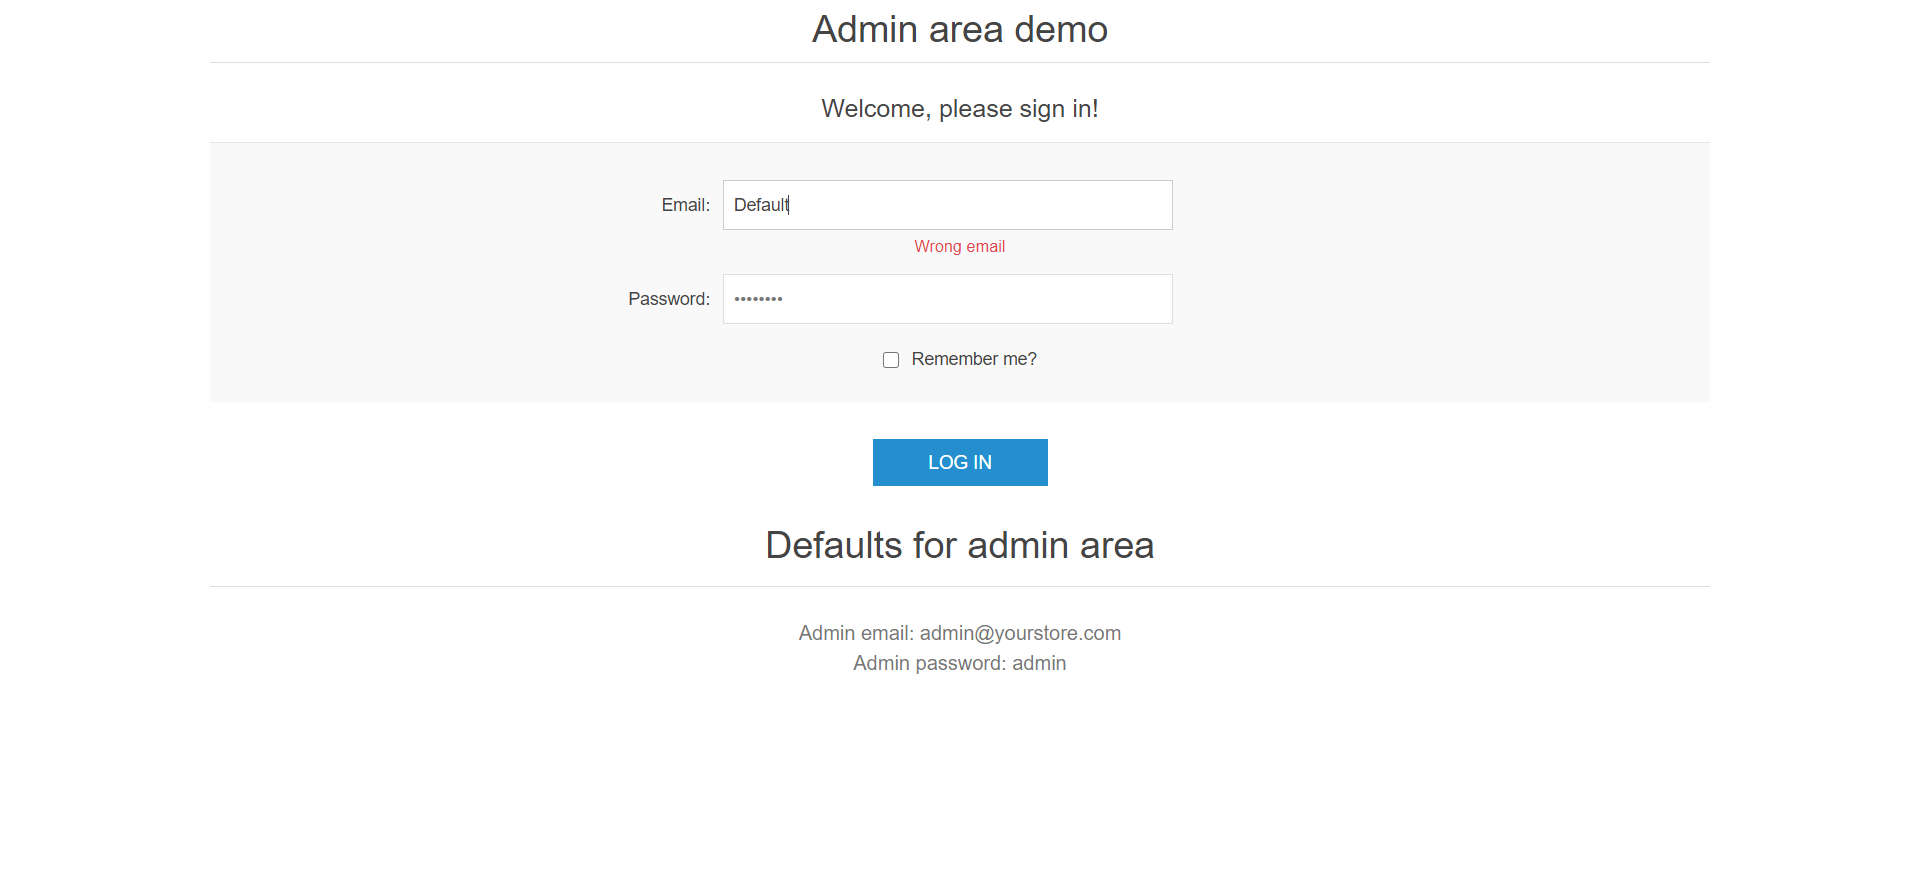 Admin area demo
Welcome, please sign in!
Email: Default
Wrong email
Password: ••••••••
Remember me?
LOG IN
Defaults for admin area
Admin email: admin@yourstore.com
Admin password: admin